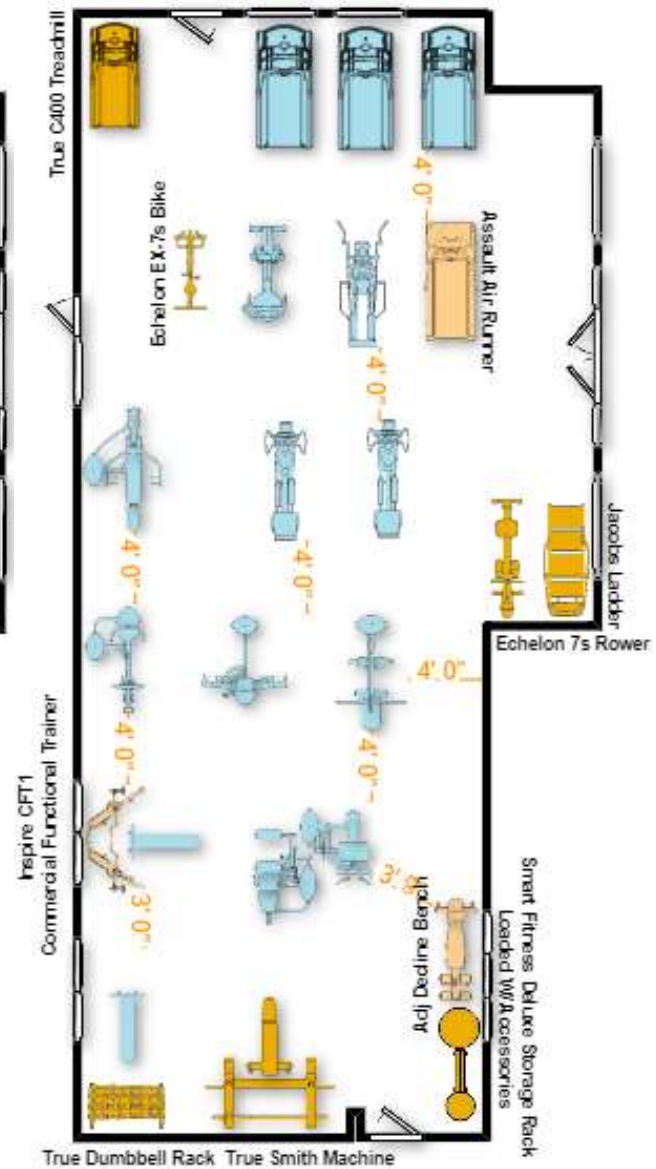 True C400 Treadmill
4' 0"
Echelon EX-7s Bike
Assault Air Runner
4' 0"
4' 0"
4' 0"
Jacobs Ladder
Echelon 7s Rower
4' 0"
4' 0"
4' 0"
Inspire CFT1
Commercial Functional Trainer
3' 0"
Adj Decline Bench
Smart Fitness Deluxe Storage Rack
Loaded W/ Accessories
True Dumbbell Rack
True Smith Machine